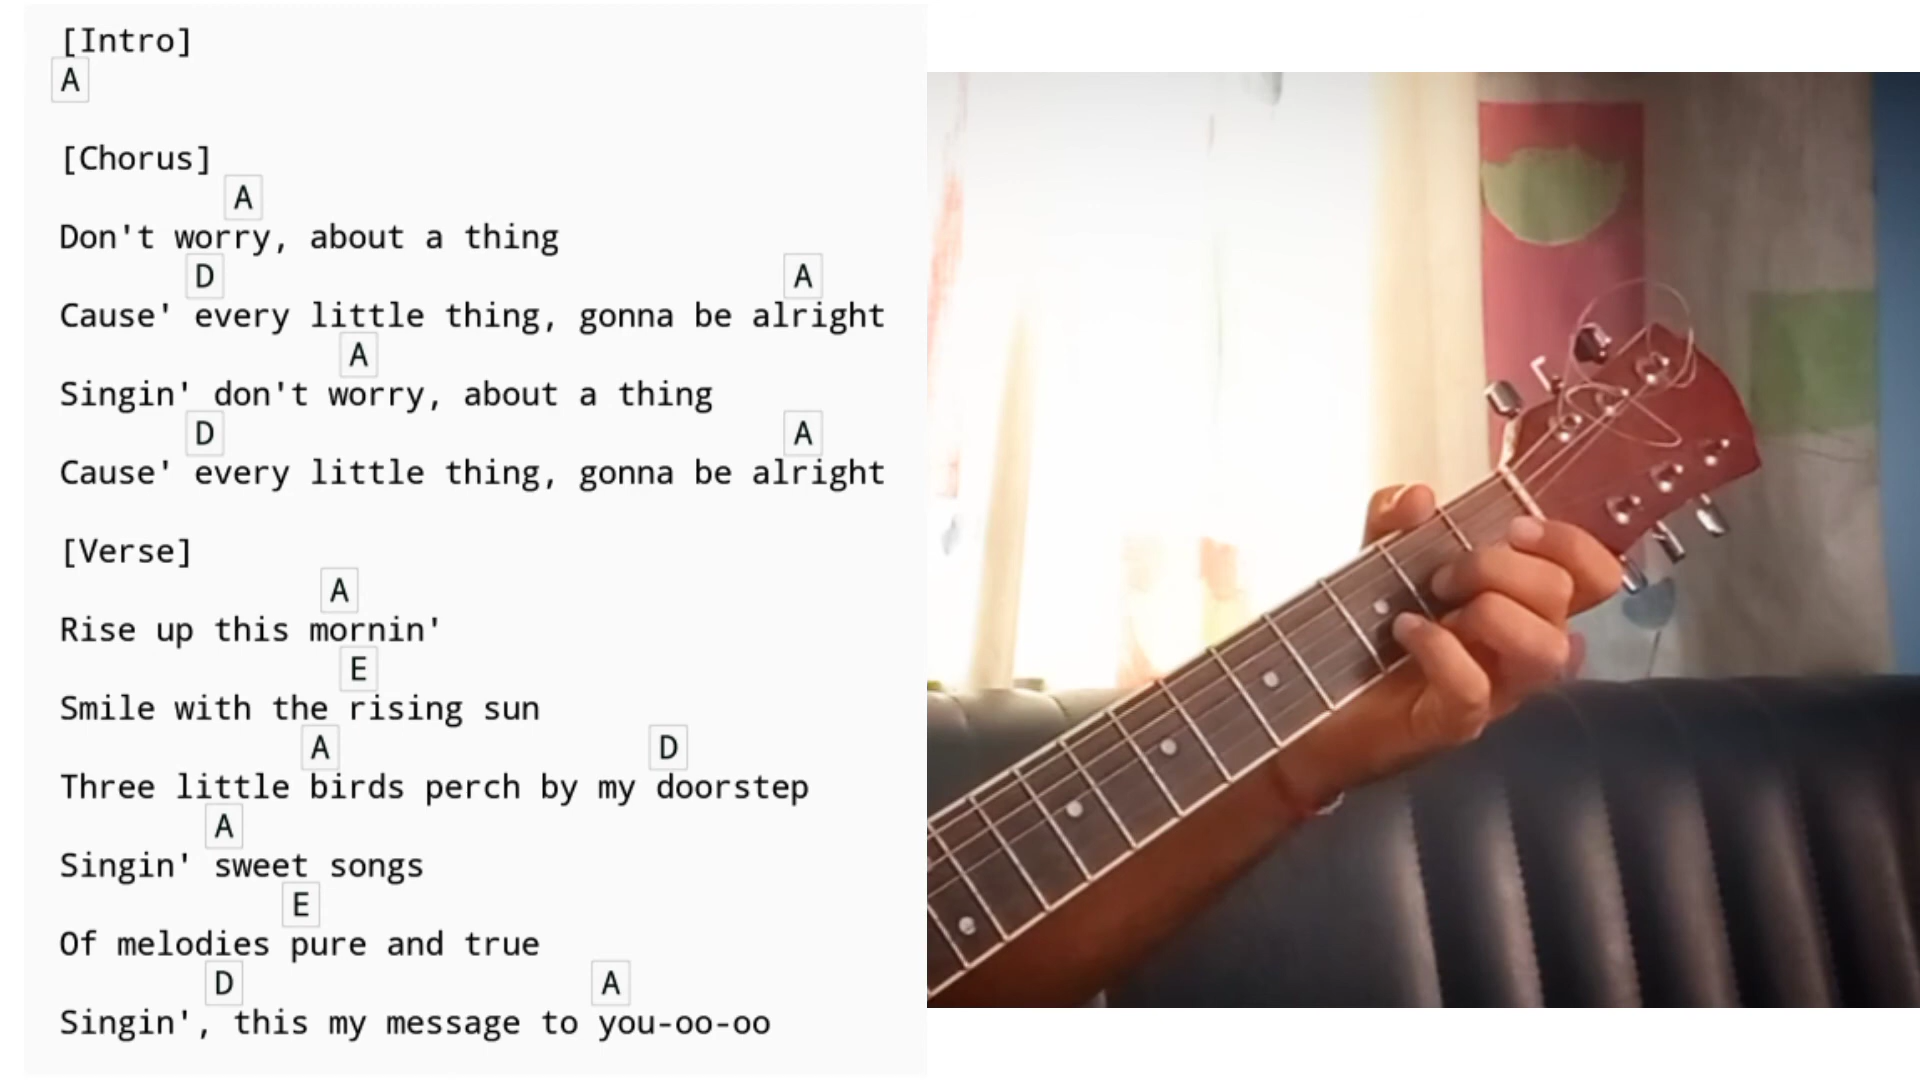 [Intro]
A
[Chorus]
A
Don't worry, about a thing
D A
Cause' every little thing, gonna be alright
A
Singin' don't worry, about a thing
D A
Cause' every little thing, gonna be alright
[Verse]
A
Rise up this mornin'
E
Smile with the rising sun
A D
Three little birds perch by my doorstep
A
Singin' sweet songs
E
Of melodies pure and true
D A
Singin', this my message to you-oo-oo